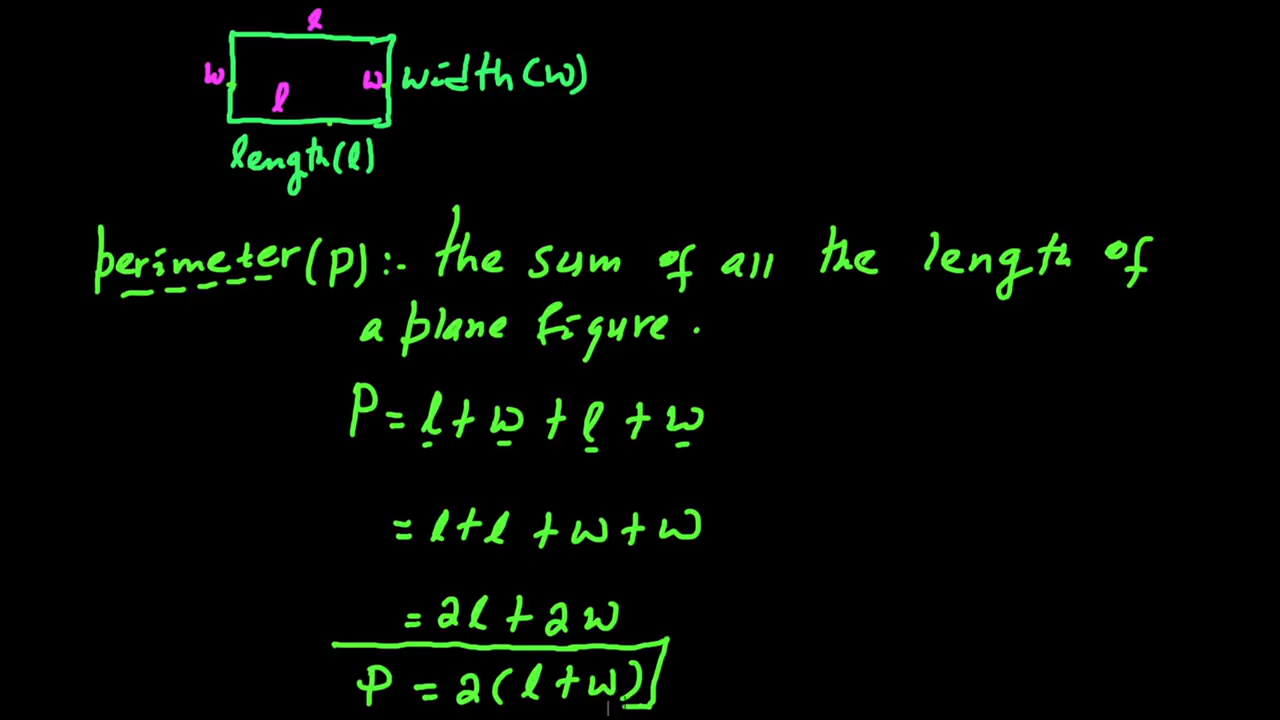 l
w l w width(w)
length(l)
perimeter(P):- the sum of all the length of
a plane figure.
P = l + w + l + w
= l + l + w + w
= 2l + 2w
P = 2(l + w)